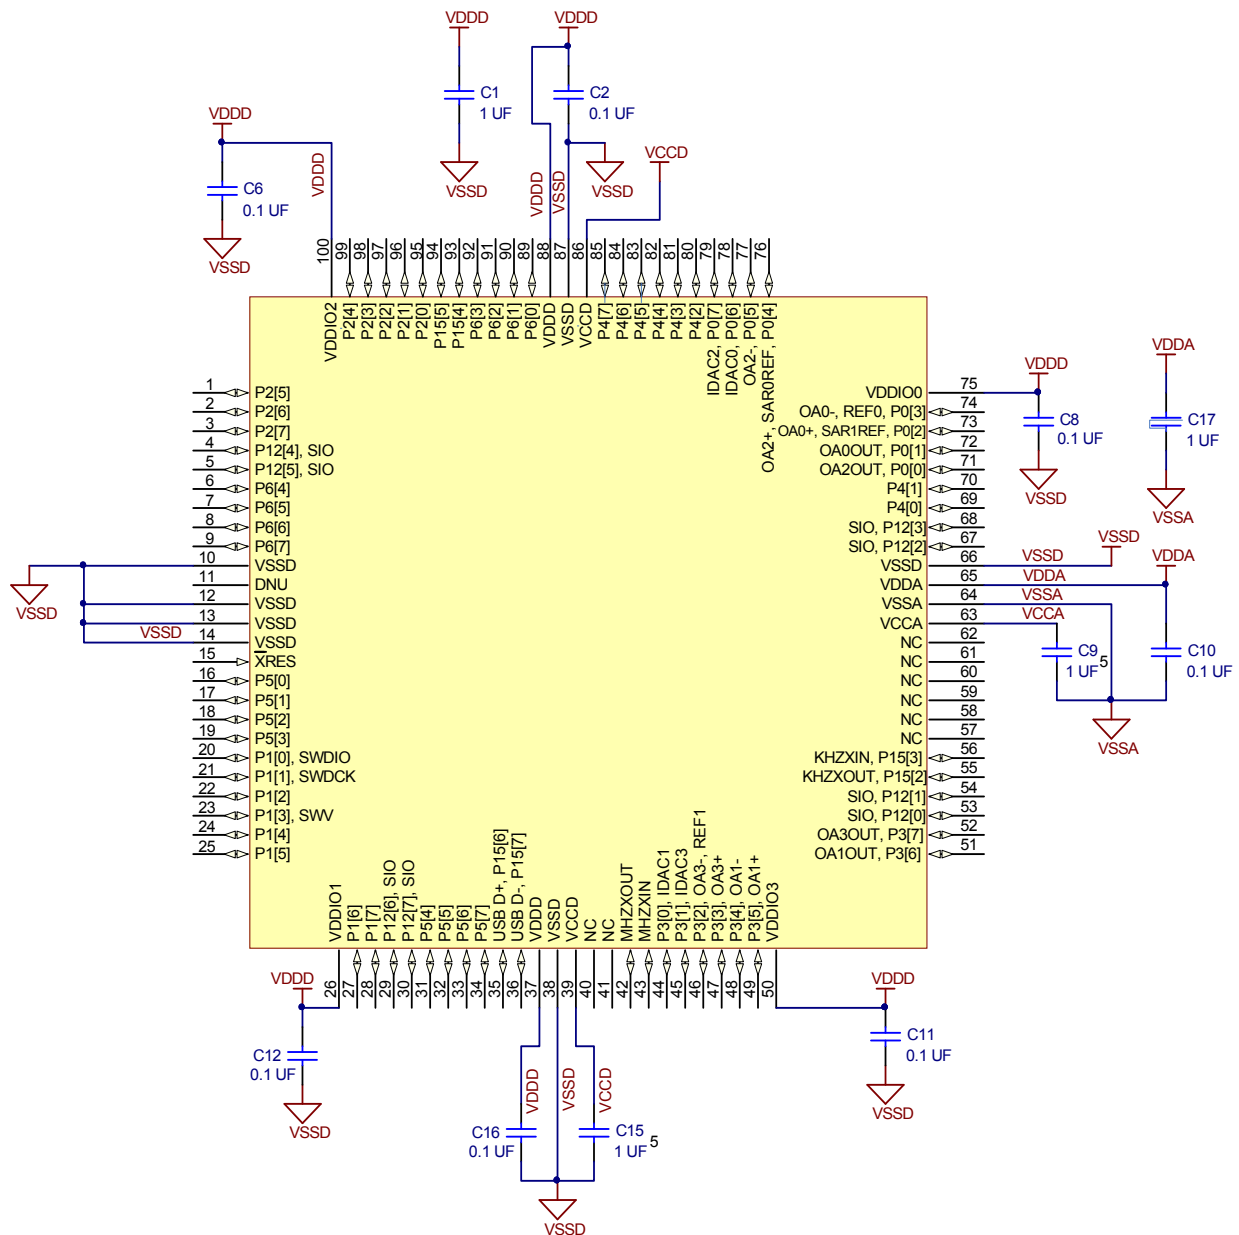 VDDD
VDDD
C1
1 UF
C2
0.1 UF
VDDD
VCCD
VSSD
VSSD
C6
0.1 UF
VDDD
VDDD
VSSD
VSSD
100
99
98
97
96
95
94
93
92
91
90
89
88
87
86
85
84
83
82
81
80
79
78
77
76
VDDIO2
P2[4]
P2[3]
P2[2]
P2[1]
P2[0]
P15[5]
P15[4]
P6[3]
P6[2]
P6[1]
P6[0]
VDDD
VSSD
VCCD
P4[7]
P4[6]
P4[5]
P4[4]
P4[3]
P4[2]
IDAC2, P0[7]
IDAC0, P0[6]
OA2-, P0[5]
OA2+, SAR0REF, P0[4]
1 P2[5]
2 P2[6]
3 P2[7]
4 P12[4], SIO
5 P12[5], SIO
6 P6[4]
7 P6[5]
8 P6[6]
9 P6[7]
10 VSSD
11 DNU
12 VSSD
13 VSSD
VSSD 14 VSSD
15 XRES
16 P5[0]
17 P5[1]
18 P5[2]
19 P5[3]
20 P1[0], SWDIO
21 P1[1], SWDCK
22 P1[2]
23 P1[3], SWV
24 P1[4]
25 P1[5]
VSSD
VDDIO0 75
OA0-, REF0, P0[3] 74
OA0+, SAR1REF, P0[2] 73
OA0OUT, P0[1] 72
OA2OUT, P0[0] 71
P4[1] 70
P4[0] 69
SIO, P12[3] 68
SIO, P12[2] 67
VSSD 66 VSSD
VDDA 65 VDDA
VSSA 64 VSSA
VCCA 63 VCCA
NC 62
NC 61
NC 60
NC 59
NC 58
NC 57
KHZXIN, P15[3] 56
KHZXOUT, P15[2] 55
SIO, P12[1] 54
SIO, P12[0] 53
OA3OUT, P3[7] 52
OA1OUT, P3[6] 51
VDDD
C8
0.1 UF
VSSD
VDDA
C17
1 UF
VSSA
VSSD
VDDA
C9
1 UF5
C10
0.1 UF
VSSA
VDDIO1
P1[6]
P1[7]
P12[6], SIO
P12[7], SIO
P5[4]
P5[5]
P5[6]
P5[7]
USB D+, P15[6]
USB D-, P15[7]
VDDD
VSSD
VCCD
NC
NC
MHZXOUT
MHZXIN
P3[0], IDAC1
P3[1], IDAC3
P3[2], OA3-, REF1
P3[3], OA3+
P3[4], OA1-
P3[5], OA1+
VDDIO3
26
27
28
29
30
31
32
33
34
35
36
37
38
39
40
41
42
43
44
45
46
47
48
49
50
VDDD
C12
0.1 UF
VSSD
VDDD
VSSD
VCCD
C16
0.1 UF
C15
1 UF 5
VSSD
VDDD
C11
0.1 UF
VSSD